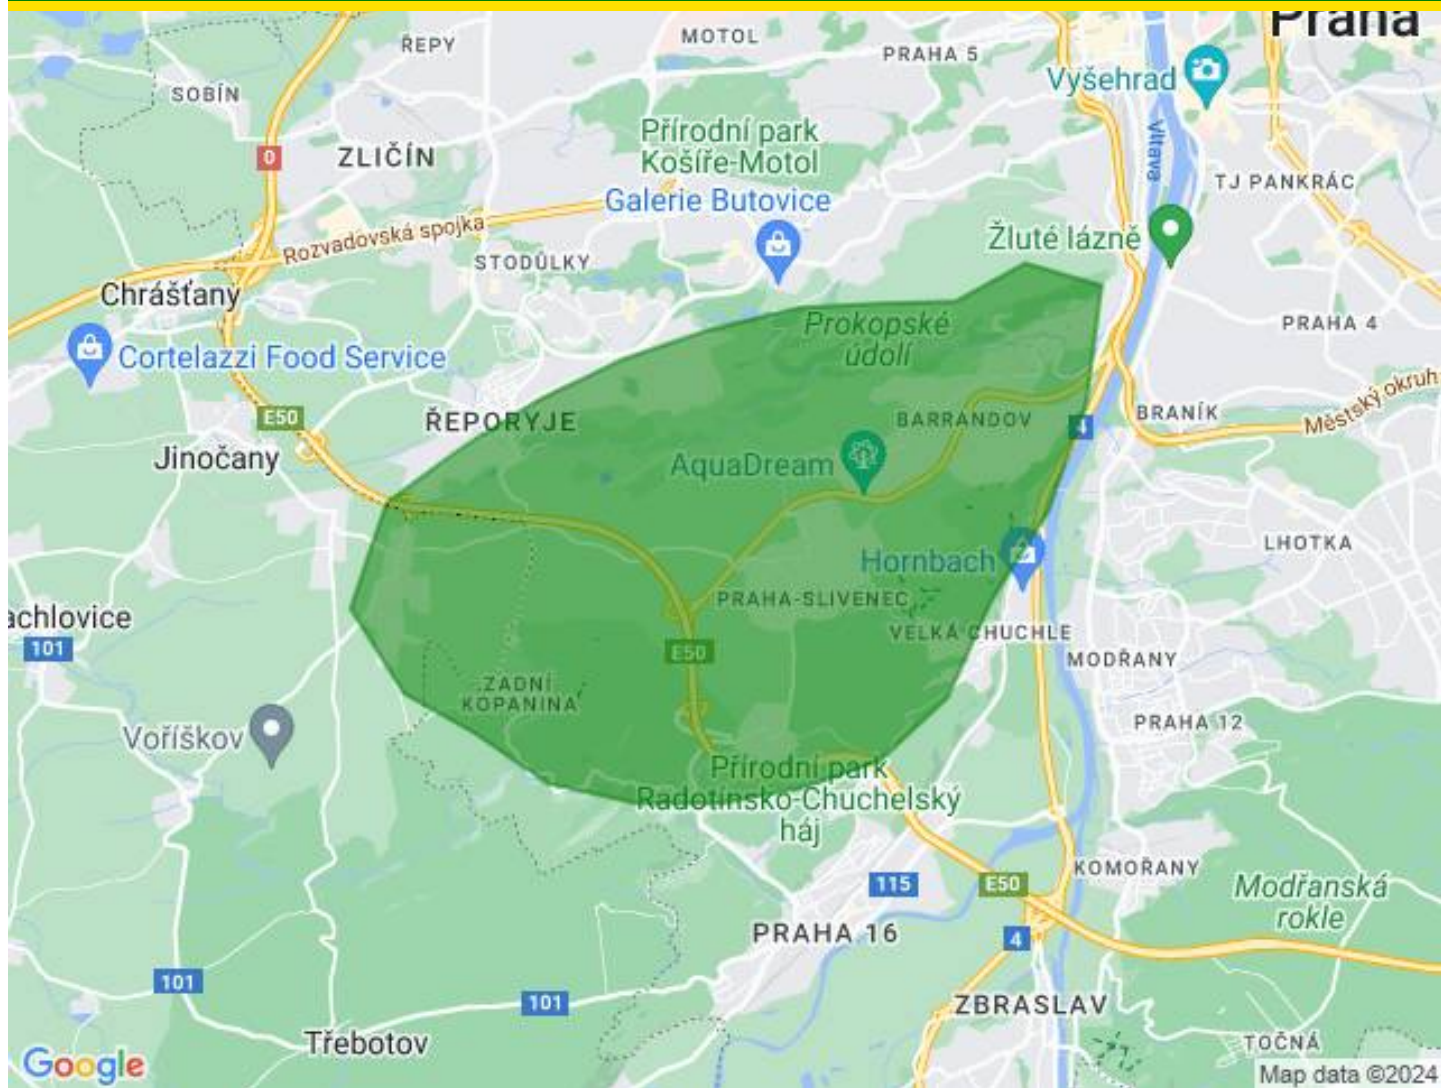 Praha
ŘEPY
MOTOL
PRAHA 5
Vyšehrad
SOBÍN
Vltava
Přírodní park
Košíře-Motol
ZLIČÍN
0
TJ PANKRÁC
Galerie Butovice
Rozvadovská spojka
Žluté lázně
STODŮLKY
Chrášťany
Prokopské
údolí
PRAHA 4
Cortelazzi Food Service
Městský okruh
E50
ŘEPORYJE
BARRANDOV
4
BRANÍK
Jinočany
AquaDream
Hornbach
LHOTKA
achlovice
101
PRAHA-SLIVENEC
VELKÁ CHUCHLE
E50
MODŘANY
ZADNÍ
KOPANINA
Voříškov
PRAHA 12
Přírodní park
Radotínsko-Chuchelský
háj
KOMOŘANY
115
E50
Modřanská
rokle
PRAHA 16
4
101
101
ZBRASLAV
Třebotov
TOČNÁ
Google
Map data ©2024